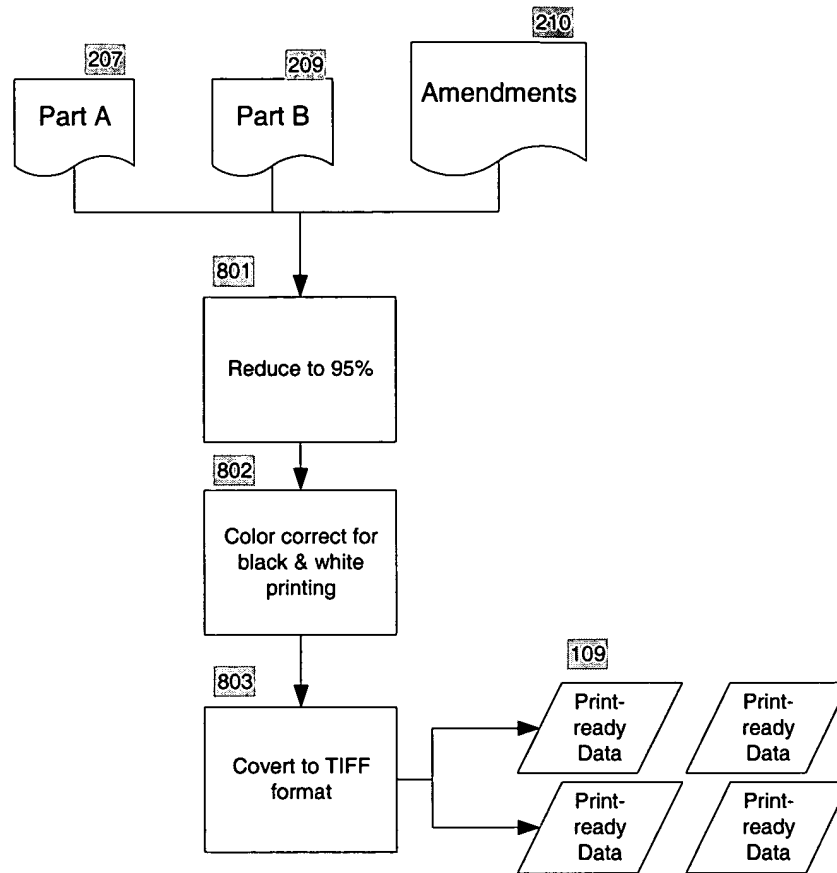 207
209
210
Part A
Part B
Amendments
801
Reduce to 95%
802
Color correct for
black & white
printing
803
Covert to TIFF
format
109
Print-
ready
Data
Print-
ready
Data
Print-
ready
Data
Print-
ready
Data